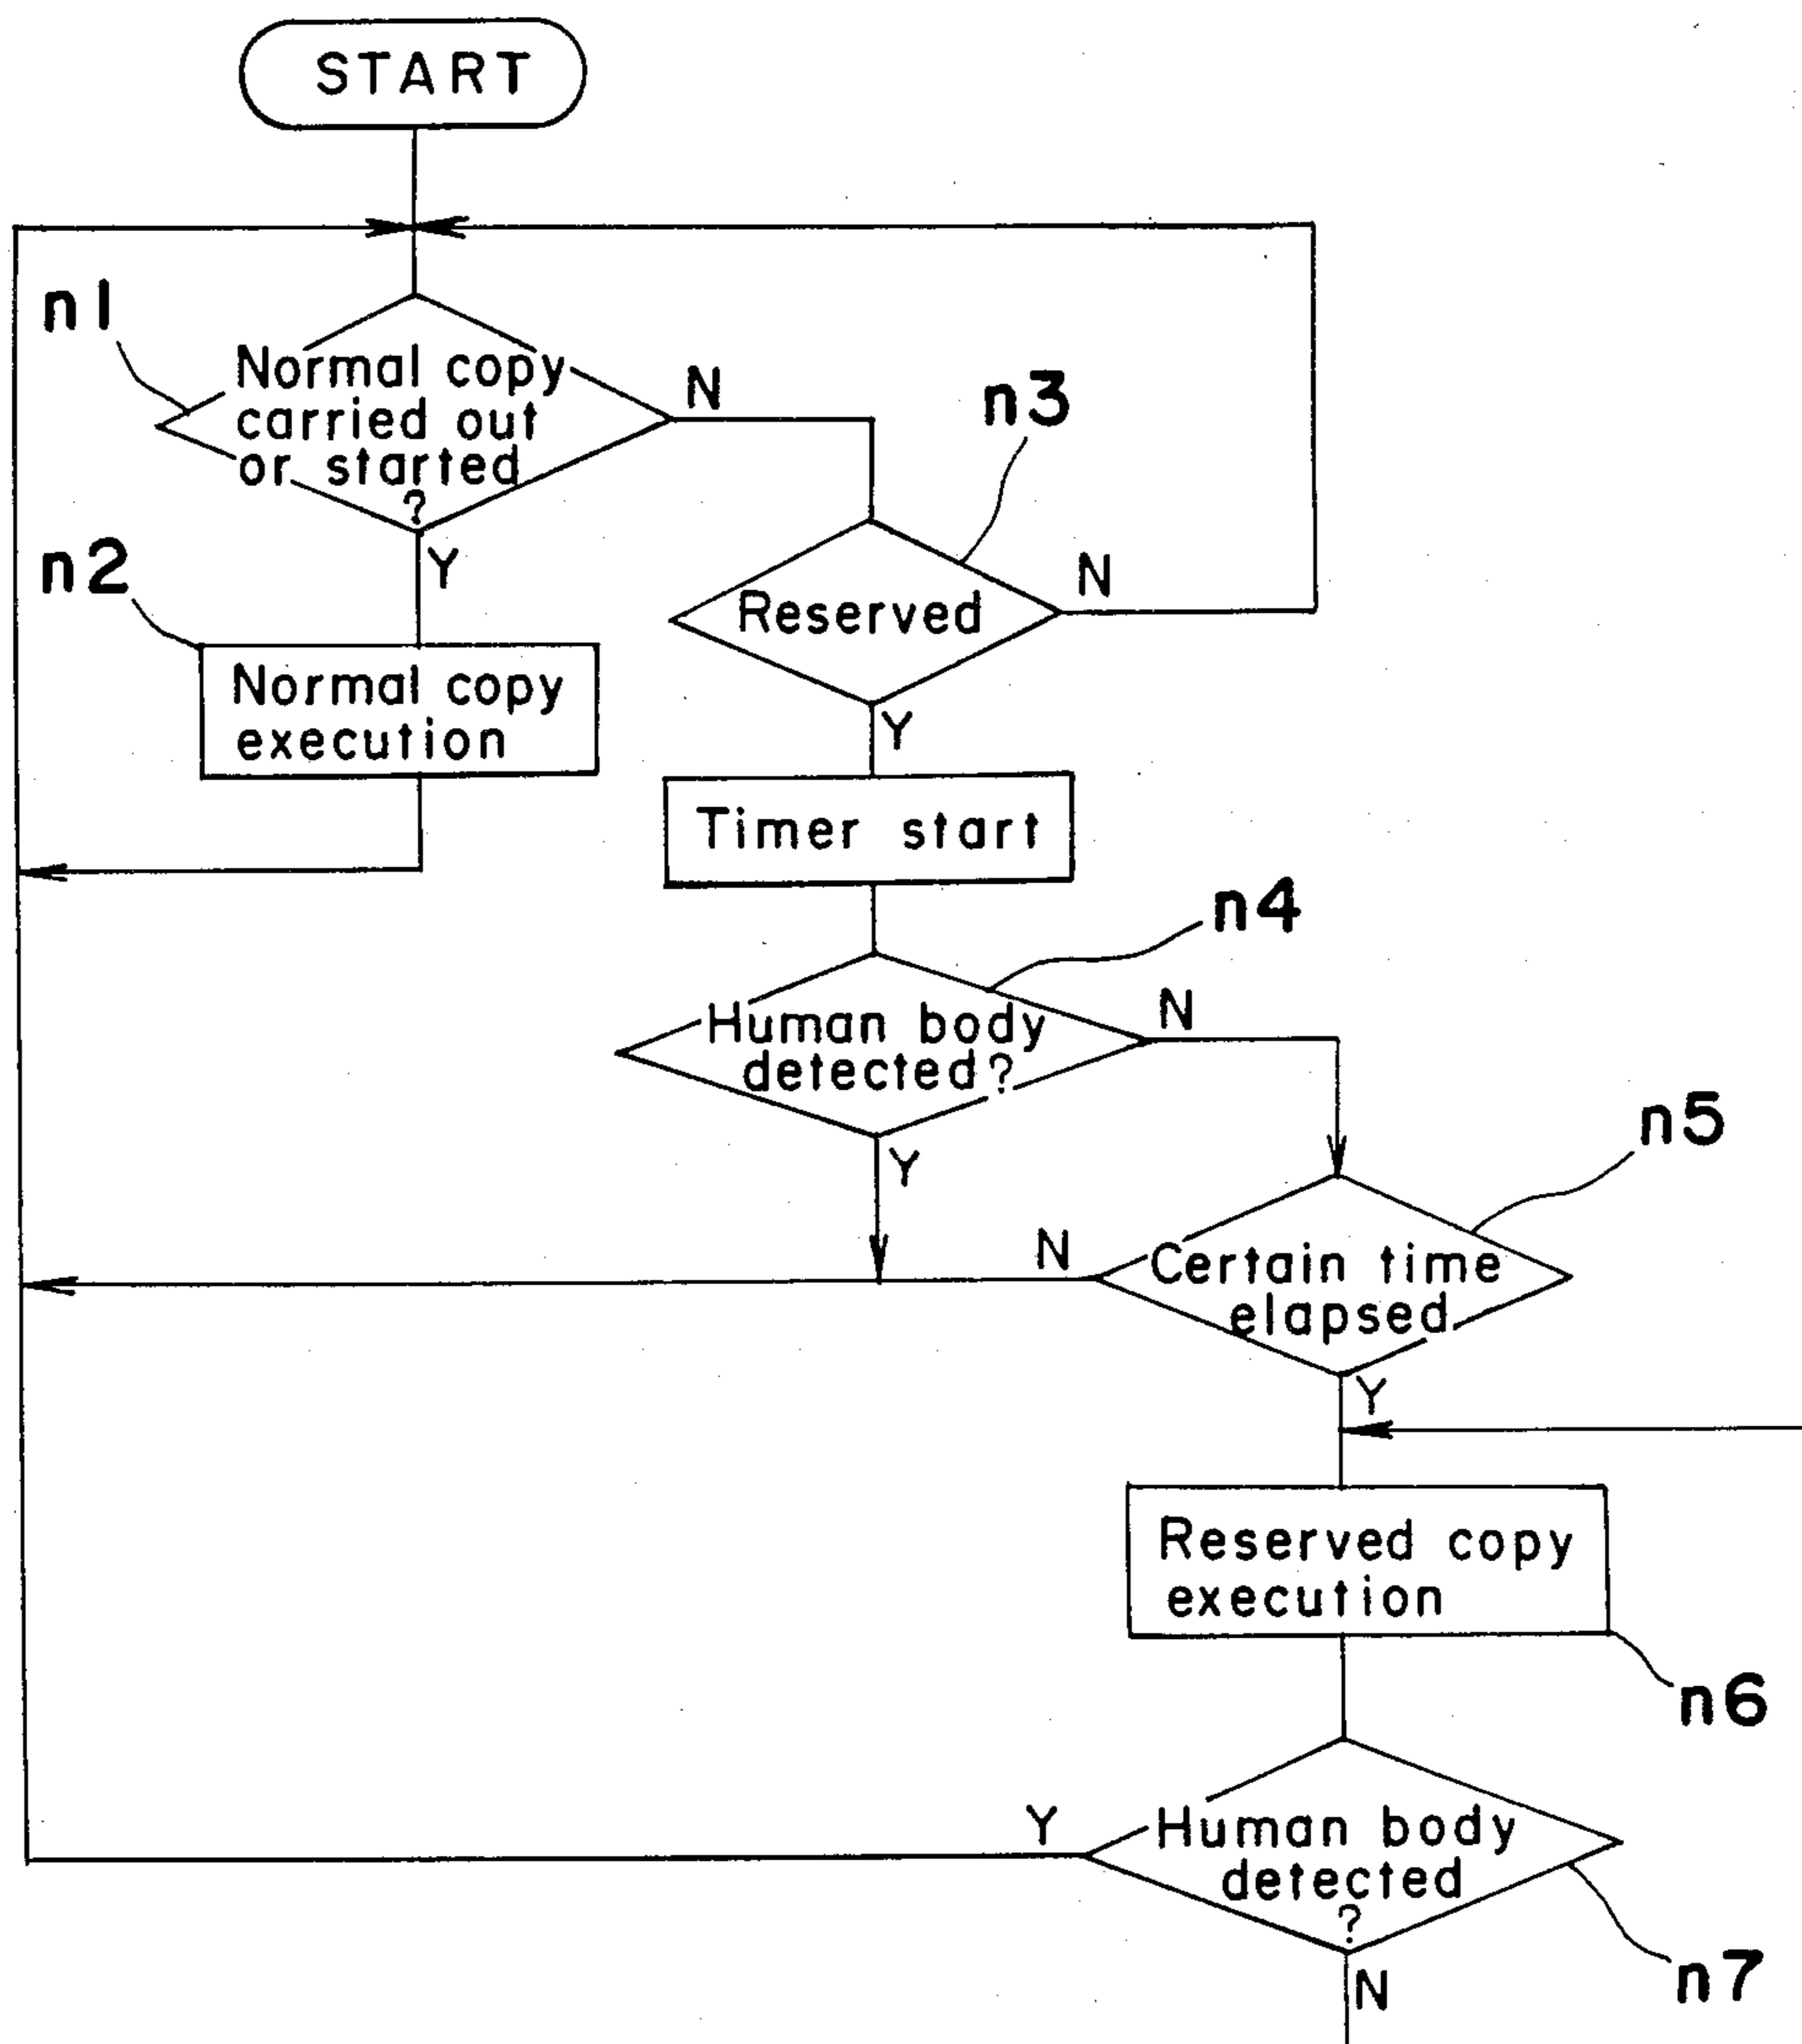 START
n1
Normal copy
carried out
or started
?
N
Y
n2
Normal copy
execution
n3
Reserved
N
Y
Timer start
n4
Human body
detected?
N
Y
n5
Certain time
elapsed
N
Y
Reserved copy
execution
n6
Human body
detected
?
Y
n7
N